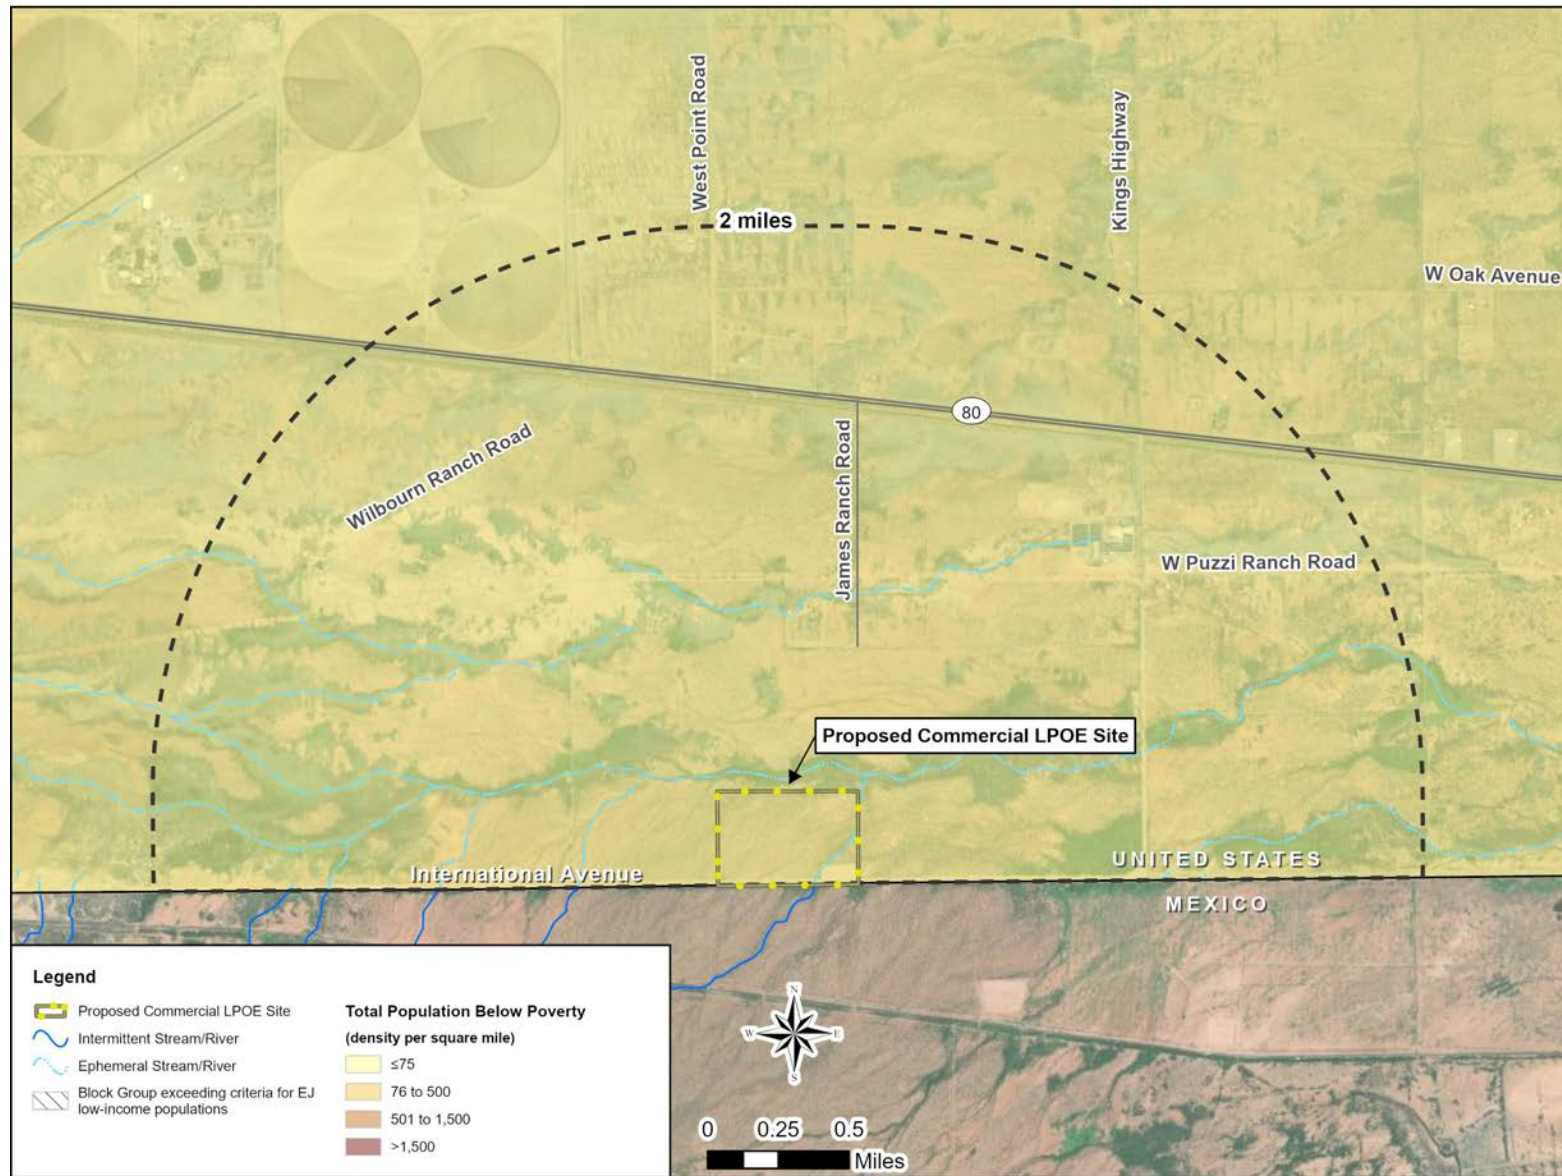 West Point Road
Kings Highway
2 miles
W Oak Avenue
80
Wilbourn Ranch Road
James Ranch Road
W Puzzi Ranch Road
Proposed Commercial LPOE Site
International Avenue
UNITED STATES
MEXICO
Legend
Proposed Commercial LPOE Site
Intermittent Stream/River
Ephemeral Stream/River
Block Group exceeding criteria for EJ
low-income populations
Total Population Below Poverty
(density per square mile)
≤75
76 to 500
501 to 1,500
>1,500
N
W
E
S
0 0.25 0.5
Miles